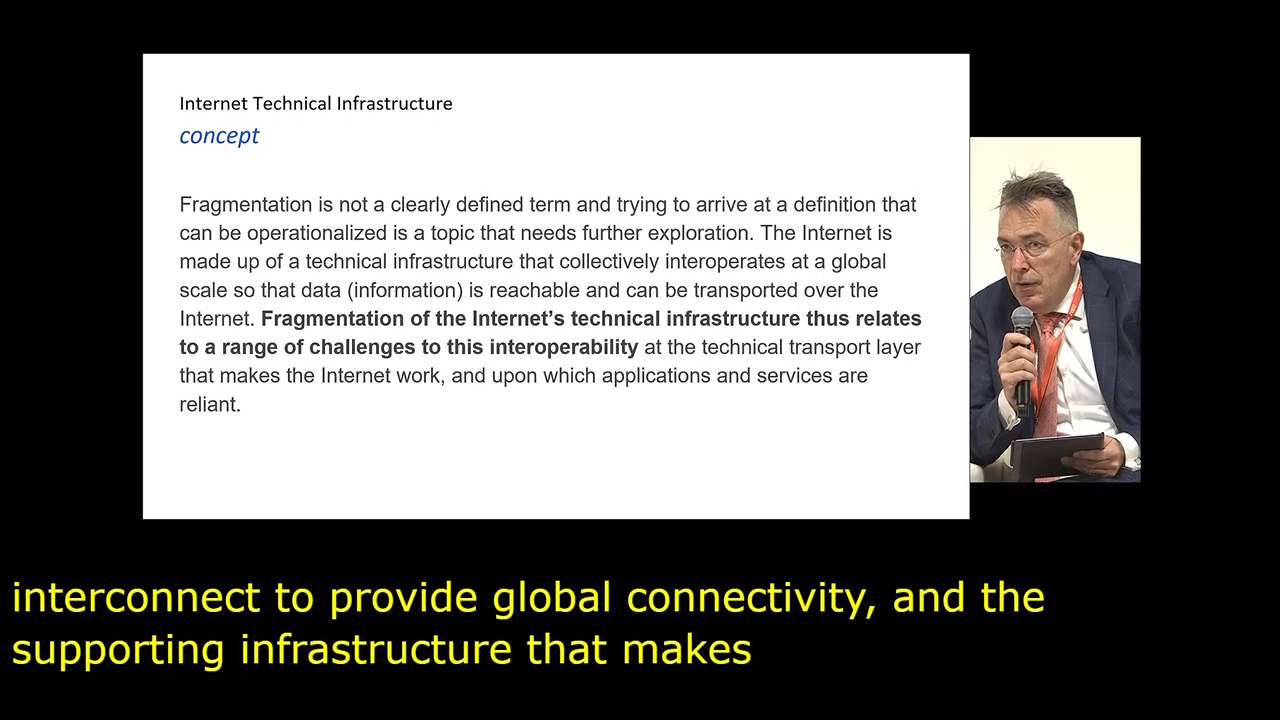 Internet Technical Infrastructure
concept
Fragmentation is not a clearly defined term and trying to arrive at a definition that
can be operationalized is a topic that needs further exploration. The Internet is
made up of a technical infrastructure that collectively interoperates at a global
scale so that data (information) is reachable and can be transported over the
Internet. Fragmentation of the Internet’s technical infrastructure thus relates
to a range of challenges to this interoperability at the technical transport layer
that makes the Internet work, and upon which applications and services are
reliant.
interconnect to provide global connectivity, and the
supporting infrastructure that makes